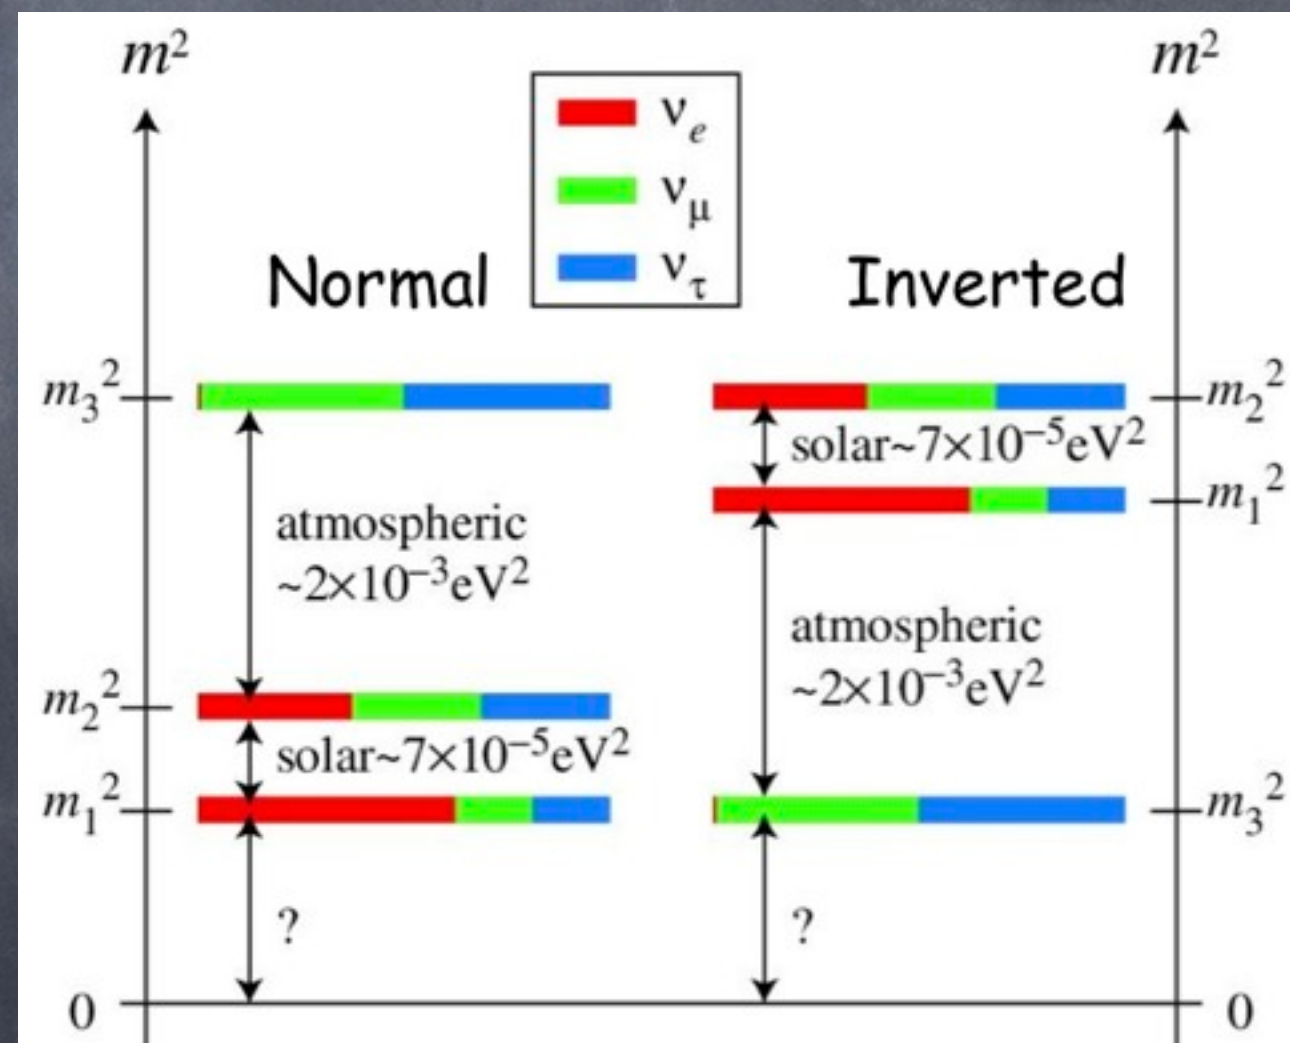 m²
m²
νe
νμ
ντ
Normal
Inverted
m₃²
m₂²
solar~7×10⁻⁵eV²
m₁²
atmospheric
~2×10⁻³eV²
atmospheric
~2×10⁻³eV²
m₂²
solar~7×10⁻⁵eV²
m₁²
m₃²
?
?
0
0